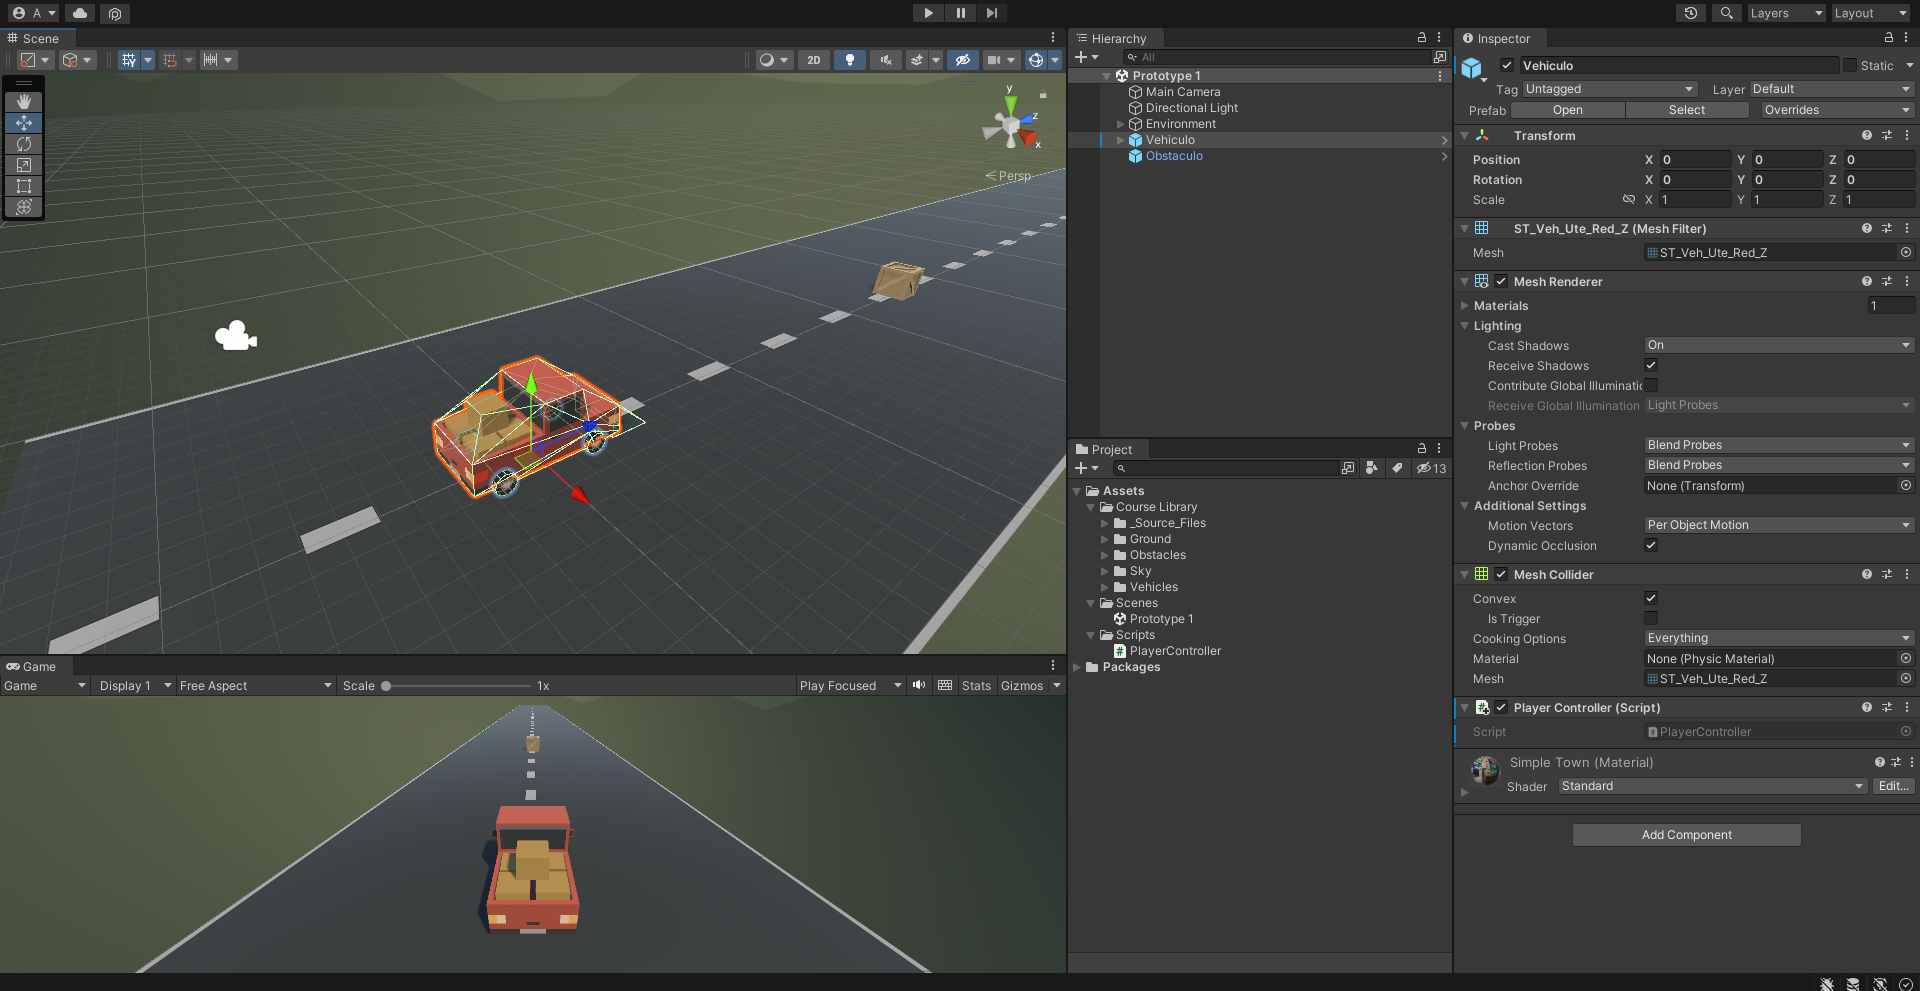 A
Layers
Layout
Scene
2D
y
z
x
Persp
Game
Game
Display 1
Free Aspect
Scale
1x
Play Focused
Stats
Gizmos
Hierarchy
All
Prototype 1
Main Camera
Directional Light
Environment
Vehiculo
Obstaculo
Project
13
Assets
Course Library
_Source_Files
Ground
Obstacles
Sky
Vehicles
Scenes
Prototype 1
Scripts
PlayerController
Packages
Inspector
Vehiculo
Static
Tag Untagged Layer Default
Prefab Open Select Overrides
Transform
Position X 0 Y 0 Z 0
Rotation X 0 Y 0 Z 0
Scale X 1 Y 1 Z 1
ST_Veh_Ute_Red_Z (Mesh Filter)
Mesh ST_Veh_Ute_Red_Z
Mesh Renderer
Materials 1
Lighting
Cast Shadows On
Receive Shadows
Contribute Global Illuminatic
Receive Global Illumination Light Probes
Probes
Light Probes Blend Probes
Reflection Probes Blend Probes
Anchor Override None (Transform)
Additional Settings
Motion Vectors Per Object Motion
Dynamic Occlusion
Mesh Collider
Convex
Is Trigger
Cooking Options Everything
Material None (Physic Material)
Mesh ST_Veh_Ute_Red_Z
Player Controller (Script)
Script PlayerController
Simple Town (Material)
Shader Standard Edit...
Add Component